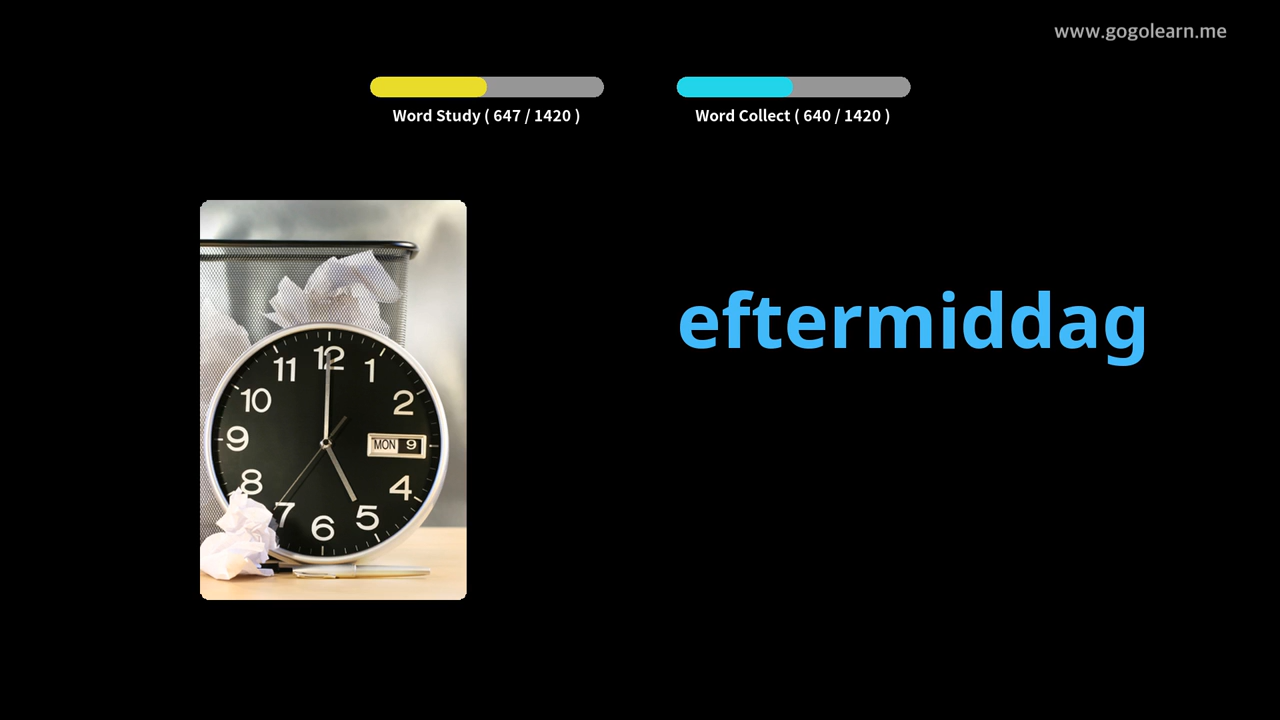 www.gogolearn.me
Word Study ( 647 / 1420 )
Word Collect ( 640 / 1420 )
eftermiddag
12
11
1
10
2
9
MON 9
8
4
7
5
6